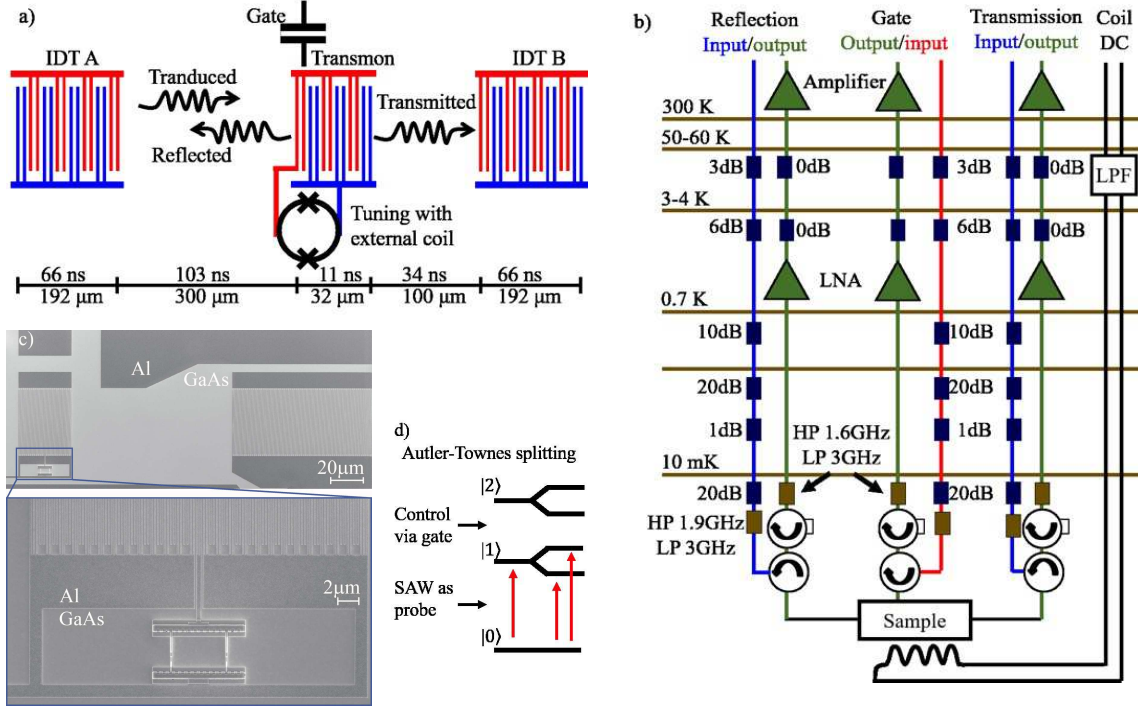 a)
Gate
IDT A
Transmon
IDT B
Tranduced
Transmitted
Reflected
Tuning with
external coil
66 ns
103 ns
11 ns
34 ns
66 ns
192 μm
300 μm
32 μm
100 μm
192 μm
b)
Reflection
Gate
Transmission
Coil
Input/output
Output/input
Input/output
DC
Amplifier
300 K
50-60 K
3dB
0dB
3dB
0dB
LPF
3-4 K
6dB
0dB
6dB
0dB
LNA
0.7 K
10dB
10dB
20dB
20dB
1dB
1dB
HP 1.6GHz
LP 3GHz
10 mK
20dB
20dB
HP 1.9GHz
LP 3GHz
Sample
c)
Al
GaAs
20μm
Al
GaAs
2μm
d)
Autler-Townes splitting
|2⟩
Control
via gate
|1⟩
SAW as
probe
|0⟩